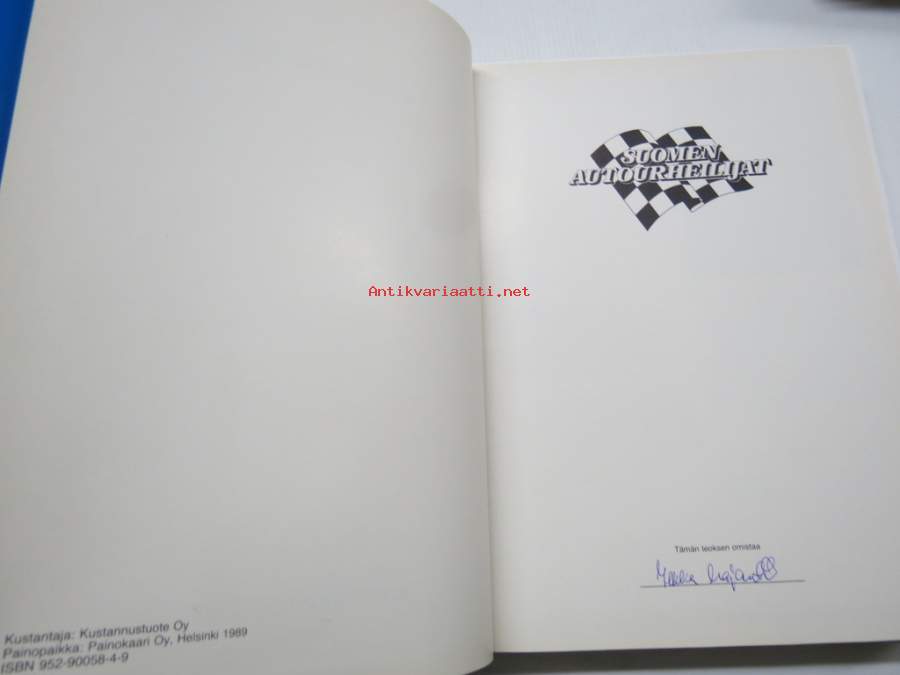 SUOMEN
AUTOURHEILIJAT
Antikvariaatti.net
Tämän teoksen omistaa
Kustantaja: Kustannustuote Oy
Painopaikka: Painokaari Oy, Helsinki 1989
ISBN 952-90058-4-9